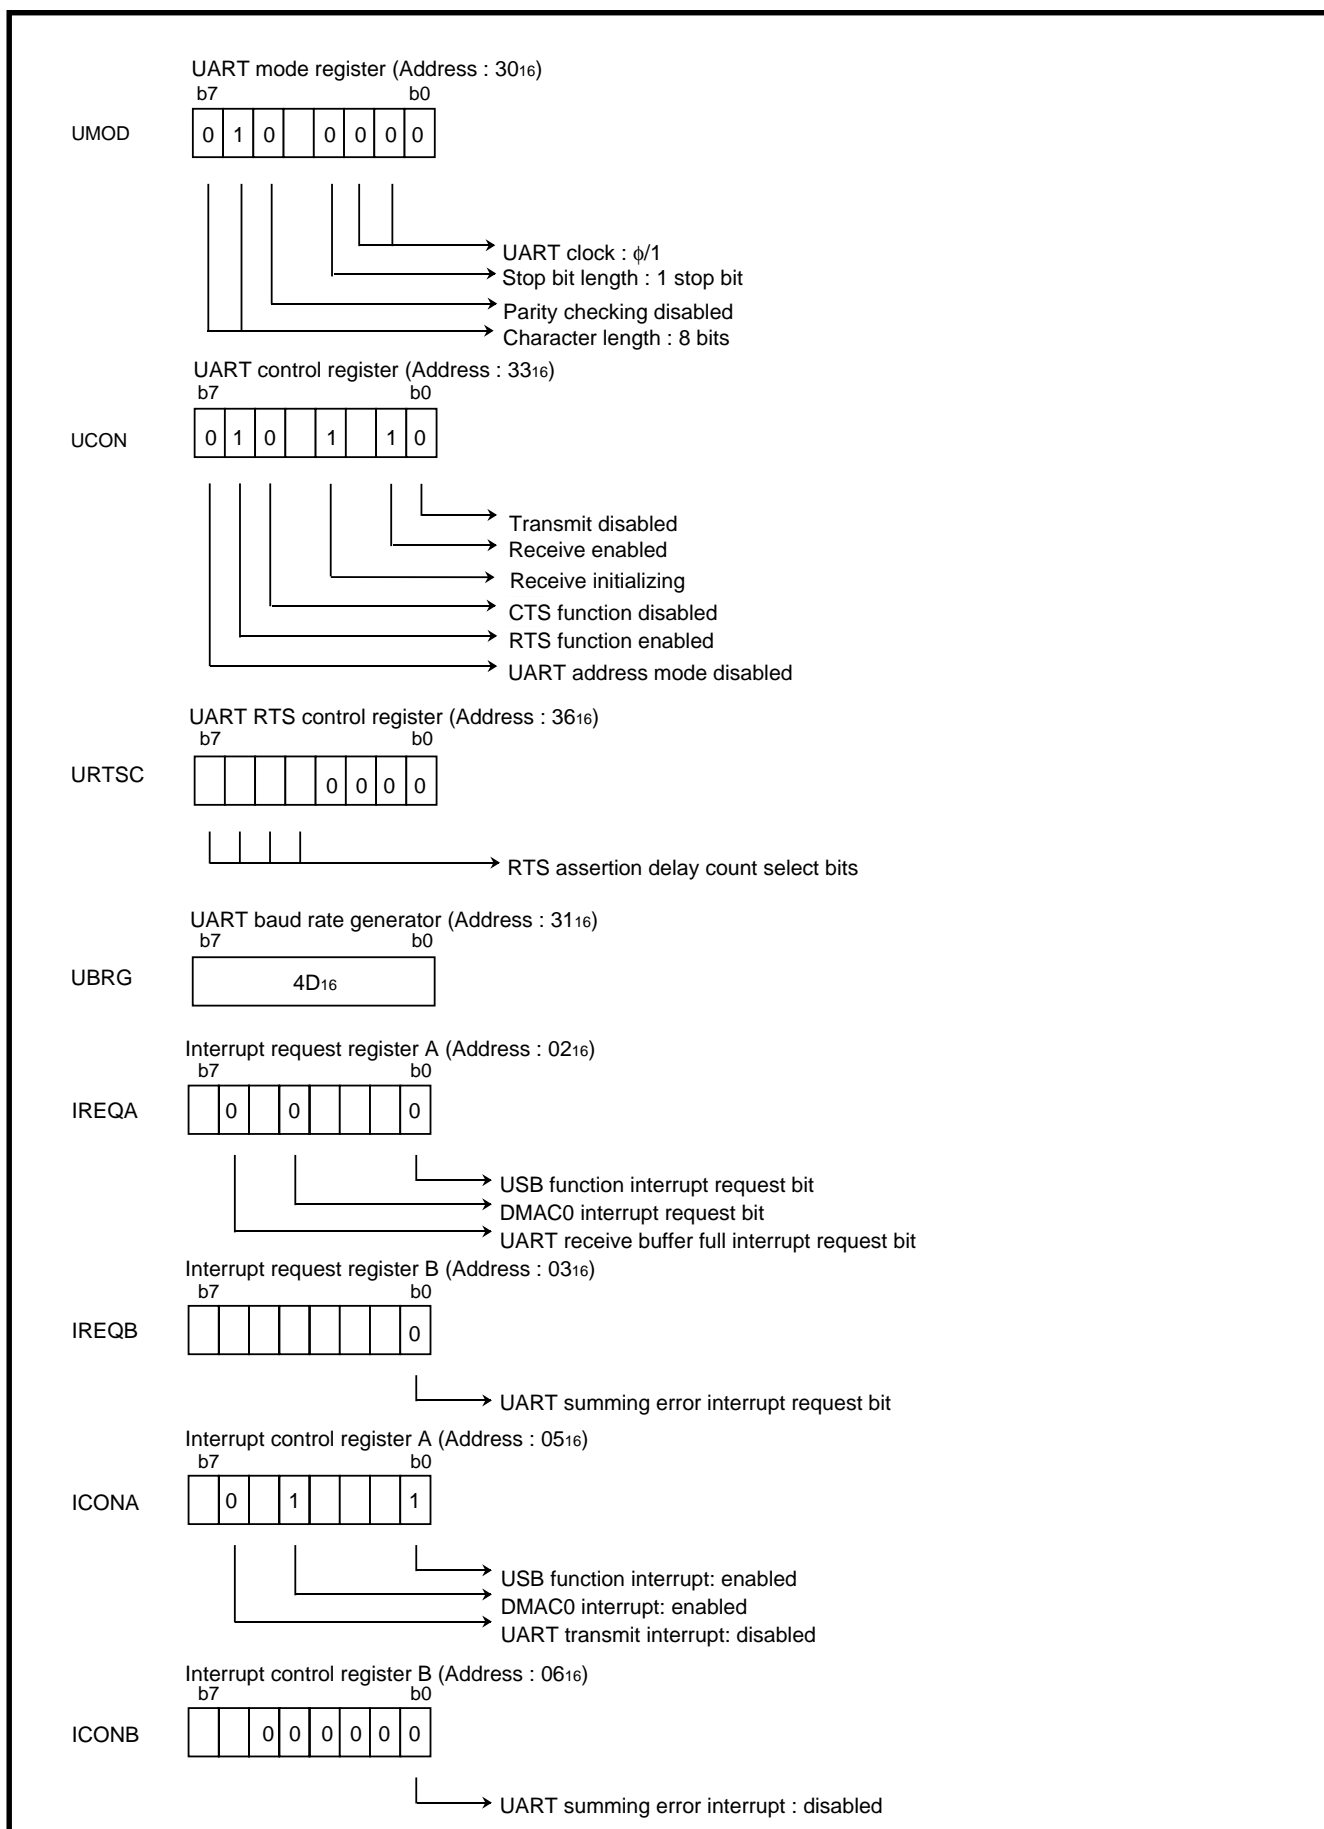 UART mode register (Address : 3016)
b7 b0
UMOD 0 1 0 0 0 0 0
UART clock : ϕ/1
Stop bit length : 1 stop bit
Parity checking disabled
Character length : 8 bits
UART control register (Address : 3316)
b7 b0
UCON 0 1 0 1 1 0
Transmit disabled
Receive enabled
Receive initializing
CTS function disabled
RTS function enabled
UART address mode disabled
UART RTS control register (Address : 3616)
b7 b0
URTSC 0 0 0 0
RTS assertion delay count select bits
UART baud rate generator (Address : 3116)
b7 b0
UBRG 4D16
Interrupt request register A (Address : 0216)
b7 b0
IREQA 0 0 0
USB function interrupt request bit
DMAC0 interrupt request bit
UART receive buffer full interrupt request bit
Interrupt request register B (Address : 0316)
b7 b0
IREQB 0
UART summing error interrupt request bit
Interrupt control register A (Address : 0516)
b7 b0
ICONA 0 1 1
USB function interrupt: enabled
DMAC0 interrupt: enabled
UART transmit interrupt: disabled
Interrupt control register B (Address : 0616)
b7 b0
ICONB 0 0 0 0 0 0
UART summing error interrupt : disabled